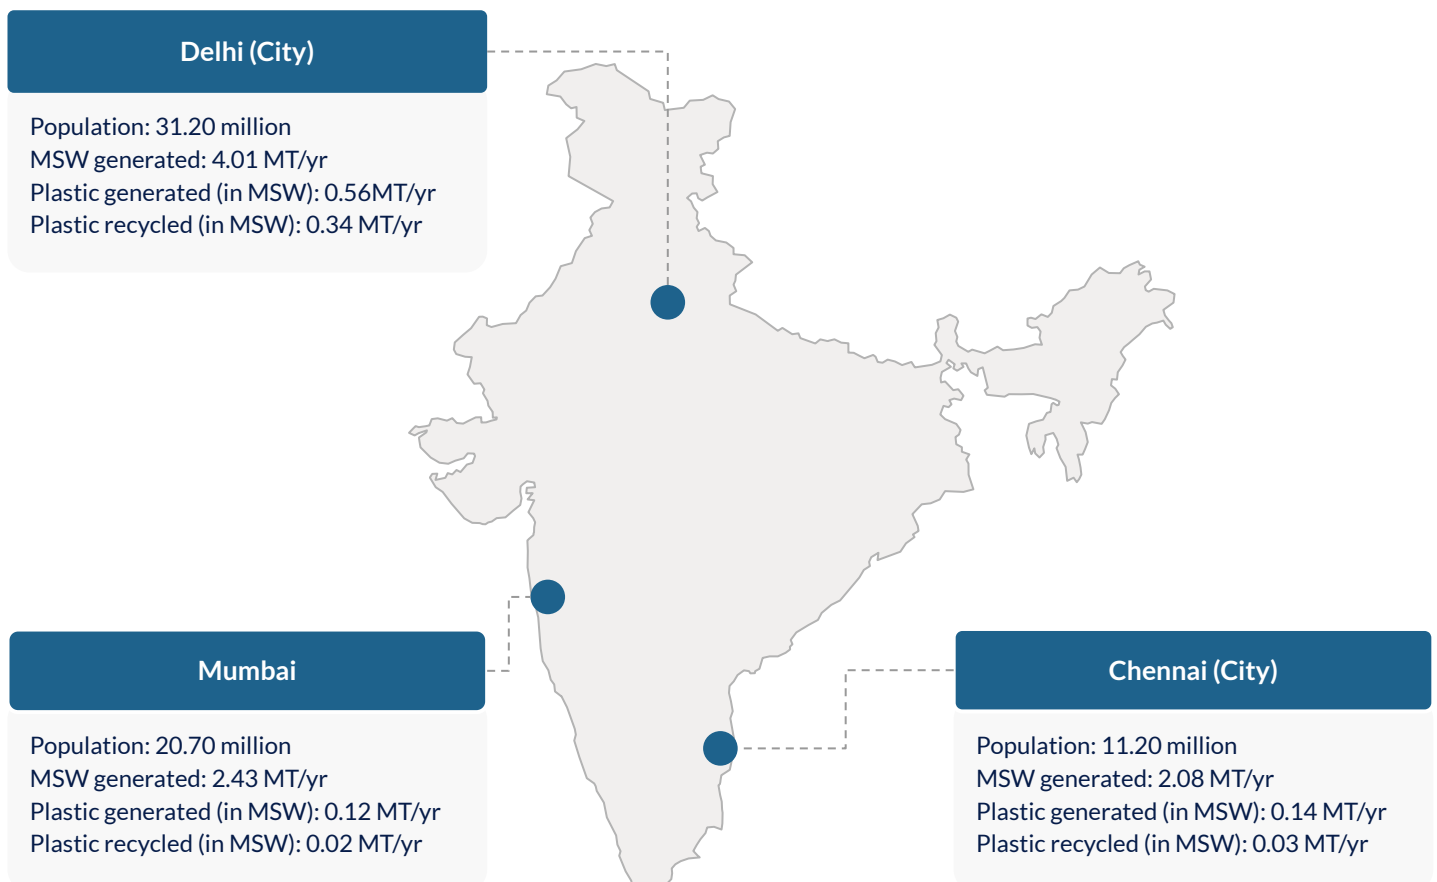 Delhi (City)
Population: 31.20 million
MSW generated: 4.01 MT/yr
Plastic generated (in MSW): 0.56MT/yr
Plastic recycled (in MSW): 0.34 MT/yr
Mumbai
Population: 20.70 million
MSW generated: 2.43 MT/yr
Plastic generated (in MSW): 0.12 MT/yr
Plastic recycled (in MSW): 0.02 MT/yr
Chennai (City)
Population: 11.20 million
MSW generated: 2.08 MT/yr
Plastic generated (in MSW): 0.14 MT/yr
Plastic recycled (in MSW): 0.03 MT/yr